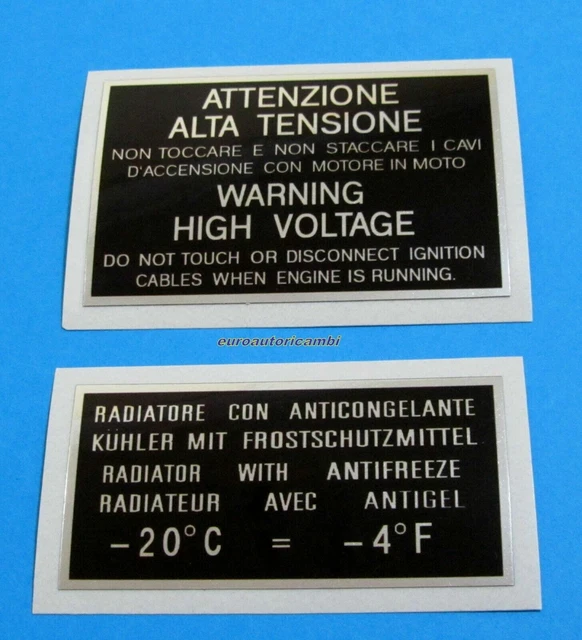 ATTENZIONE
ALTA TENSIONE
NON TOCCARE E NON STACCARE I CAVI
D'ACCENSIONE CON MOTORE IN MOTO
WARNING
HIGH VOLTAGE
DO NOT TOUCH OR DISCONNECT IGNITION
CABLES WHEN ENGINE IS RUNNING.
euroautoricambi
RADIATORE CON ANTICONGELANTE
KÜHLER MIT FROSTSCHUTZMITTEL
RADIATOR WITH ANTIFREEZE
RADIATEUR AVEC ANTIGEL
-20°C = -4°F